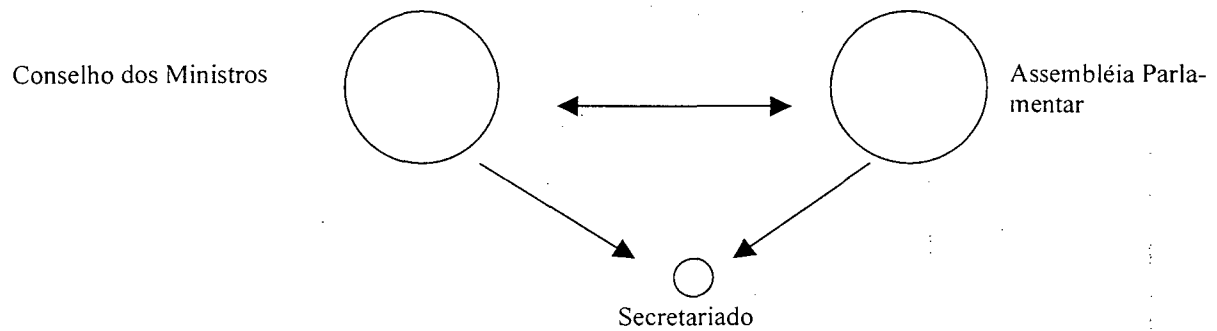 Conselho dos Ministros
Assembléia Parla-
mentar
Secretariado